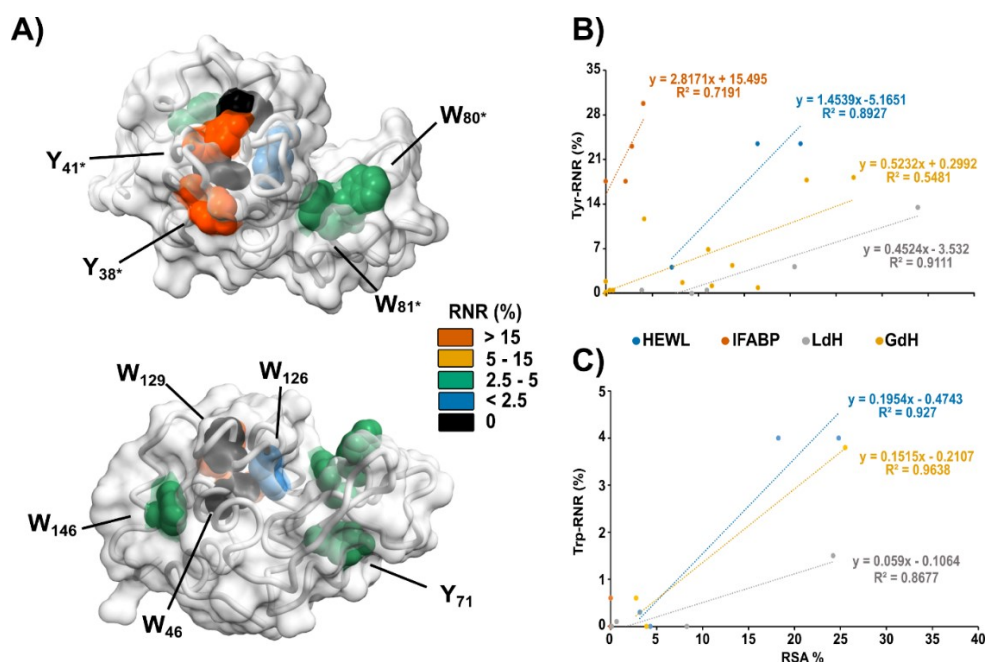 A)
Y41*
Y38*
W80*
W81*
RNR (%)
> 15
5 - 15
2.5 - 5
< 2.5
0
W129
W126
W146
W46
Y71
B)
Tyr-RNR
35
28
21
14
7
0
y = 2.8171x + 15.495
R² = 0.7191
y = 1.4539x -5.1651
R² = 0.8927
y = 0.5232x + 0.2992
R² = 0.5481
y = 0.4524x - 3.532
R² = 0.9111
HEWL IFABP LdH GdH
C)
Trp-RNR
5
4
3
2
1
0
y = 0.1954x - 0.4743
R² = 0.927
y = 0.1515x - 0.2107
R² = 0.9638
y = 0.059x - 0.1064
R² = 0.8677
0 5 10 15 20 25 30 35 40
RSA %